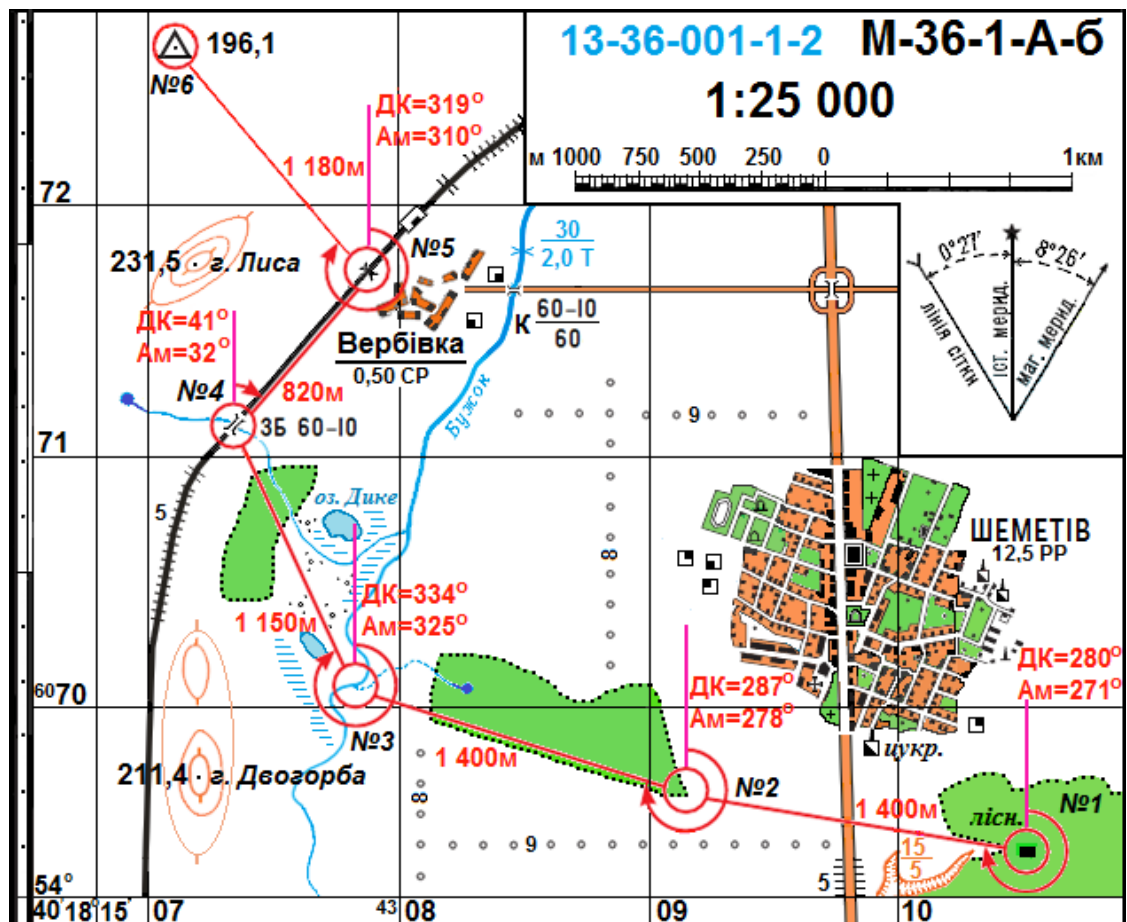 13-36-001-1-2 М-36-1-А-б
1:25 000
м 1000 750 500 250 0 1км
196,1
№6
ДК=319°
Ам=310°
1 180м
72
30
2,0 Т
0°27'
8°26'
лінія сітки
іст. мерид.
маг. мерид.
№5
231,5 г. Лиса
К 60-10
60
ДК=41°
Ам=32°
Вербівка
0,50 СР
№4
820м
Бужок
ЗБ 60-10
9
71
5
оз. Дике
8
ШЕМЕТІВ
12,5 РР
ДК=334°
Ам=325°
1 150м
ДК=287°
Ам=278°
ДК=280°
Ам=271°
6070
№3
1 400м
цукр.
211,4 г. Двогорба
8
№2
1 400м
№1
лісн.
9
15
5
5
54°
40'18°15' 07 4308 09 10